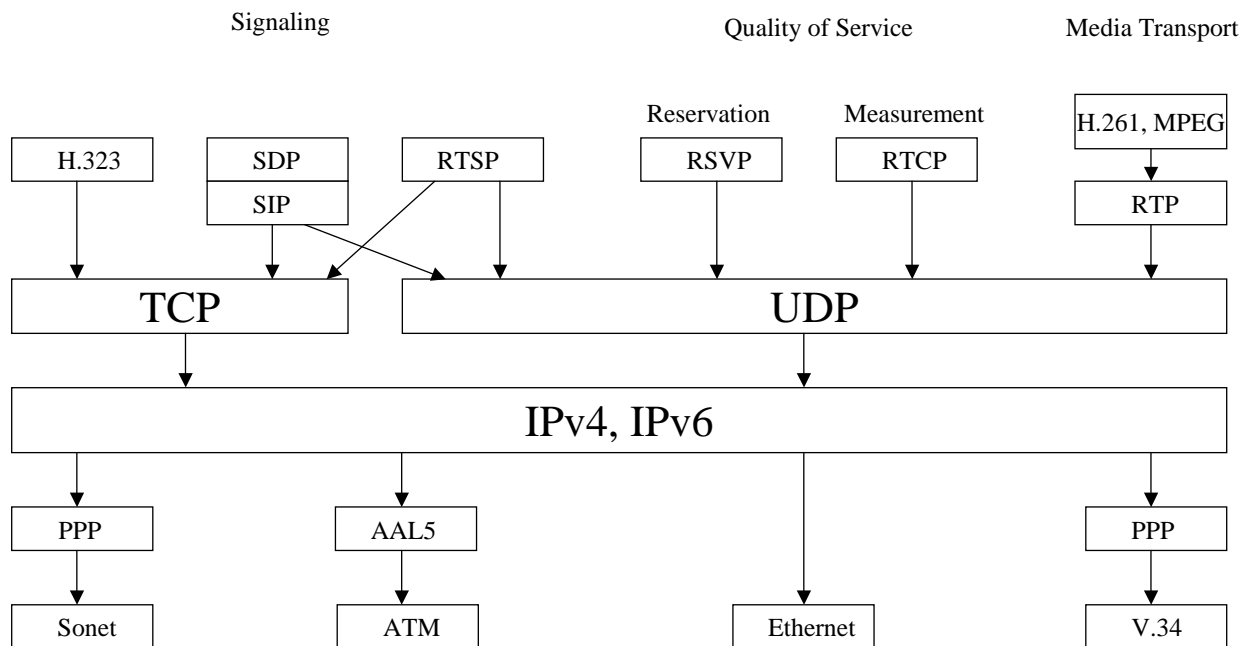 Signaling
Quality of Service
Media Transport
Reservation
Measurement
H.261, MPEG
H.323
SDP
RTSP
RSVP
RTCP
SIP
RTP
TCP
UDP
IPv4, IPv6
PPP
AAL5
PPP
Sonet
ATM
Ethernet
V.34